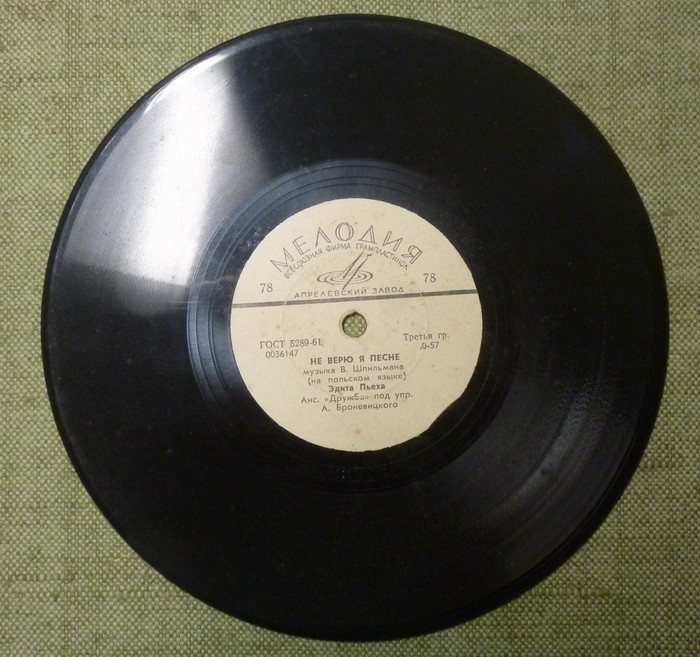 МЕЛОДИЯ
ВСЕСОЮЗНАЯ ФИРМА ГРАМПЛАСТИНОК
78 78
АПРЕЛЕВСКИЙ ЗАВОД
ГОСТ 5289-61 Третья гр.
0036147 0-57
НЕ ВЕРЮ Я ПЕСНЕ
музыка В. Шпильмана
(на польском языке)
Эдита Пьеха
Анс. «Дружба» под упр.
А. Броневицкого